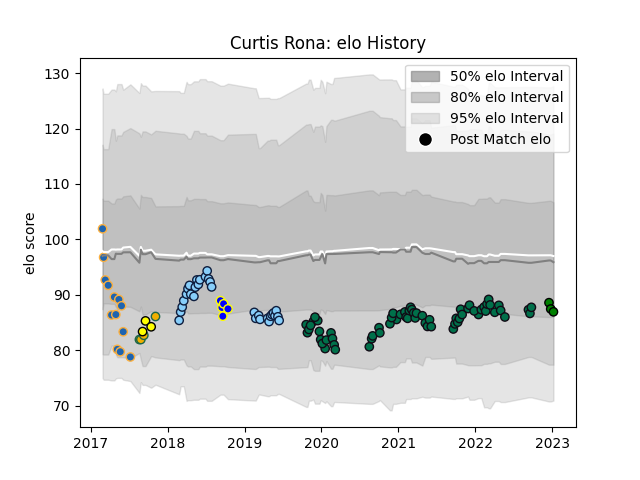 Curtis Rona: elo History
130
120
110
100
90
80
70
elo score
50% elo Interval
80% elo Interval
95% elo Interval
Post Match elo
2017
2018
2019
2020
2021
2022
2023